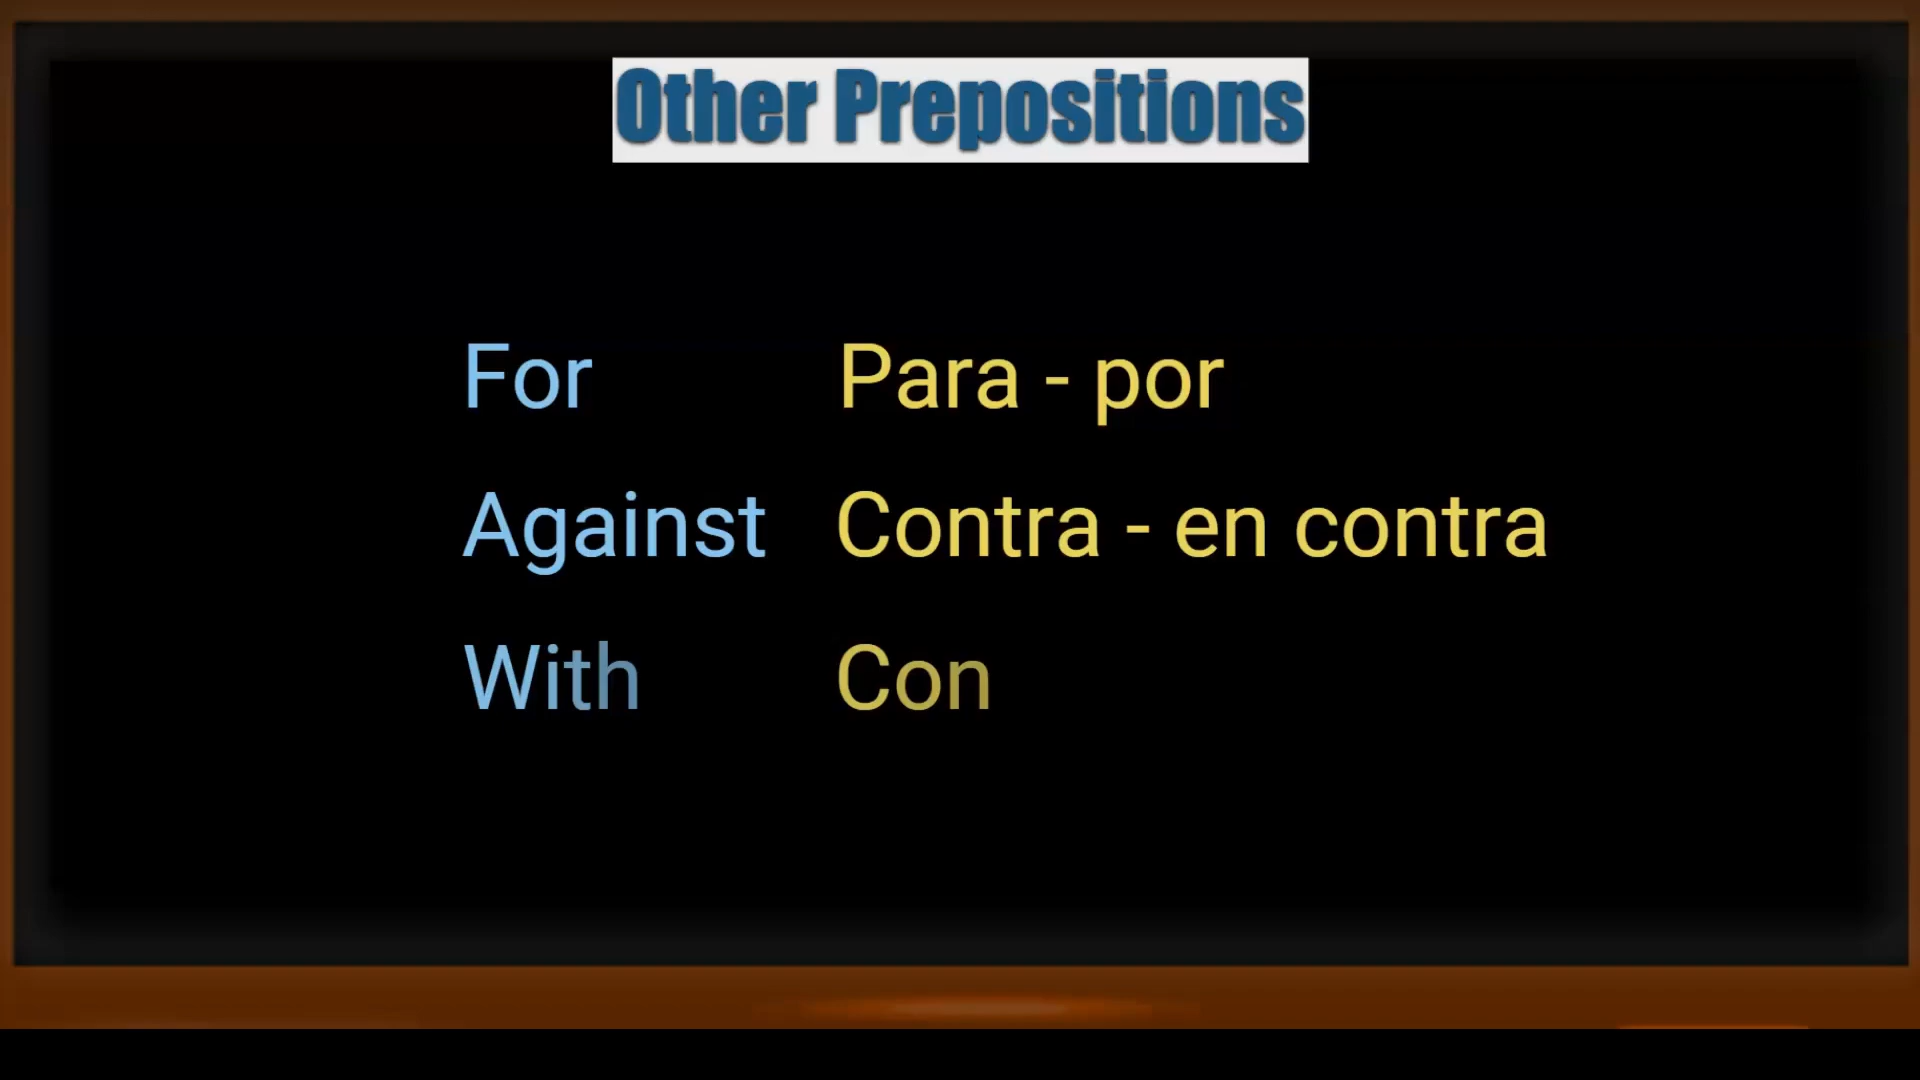 Other Prepositions
For Para - por
Against Contra - en contra
With Con